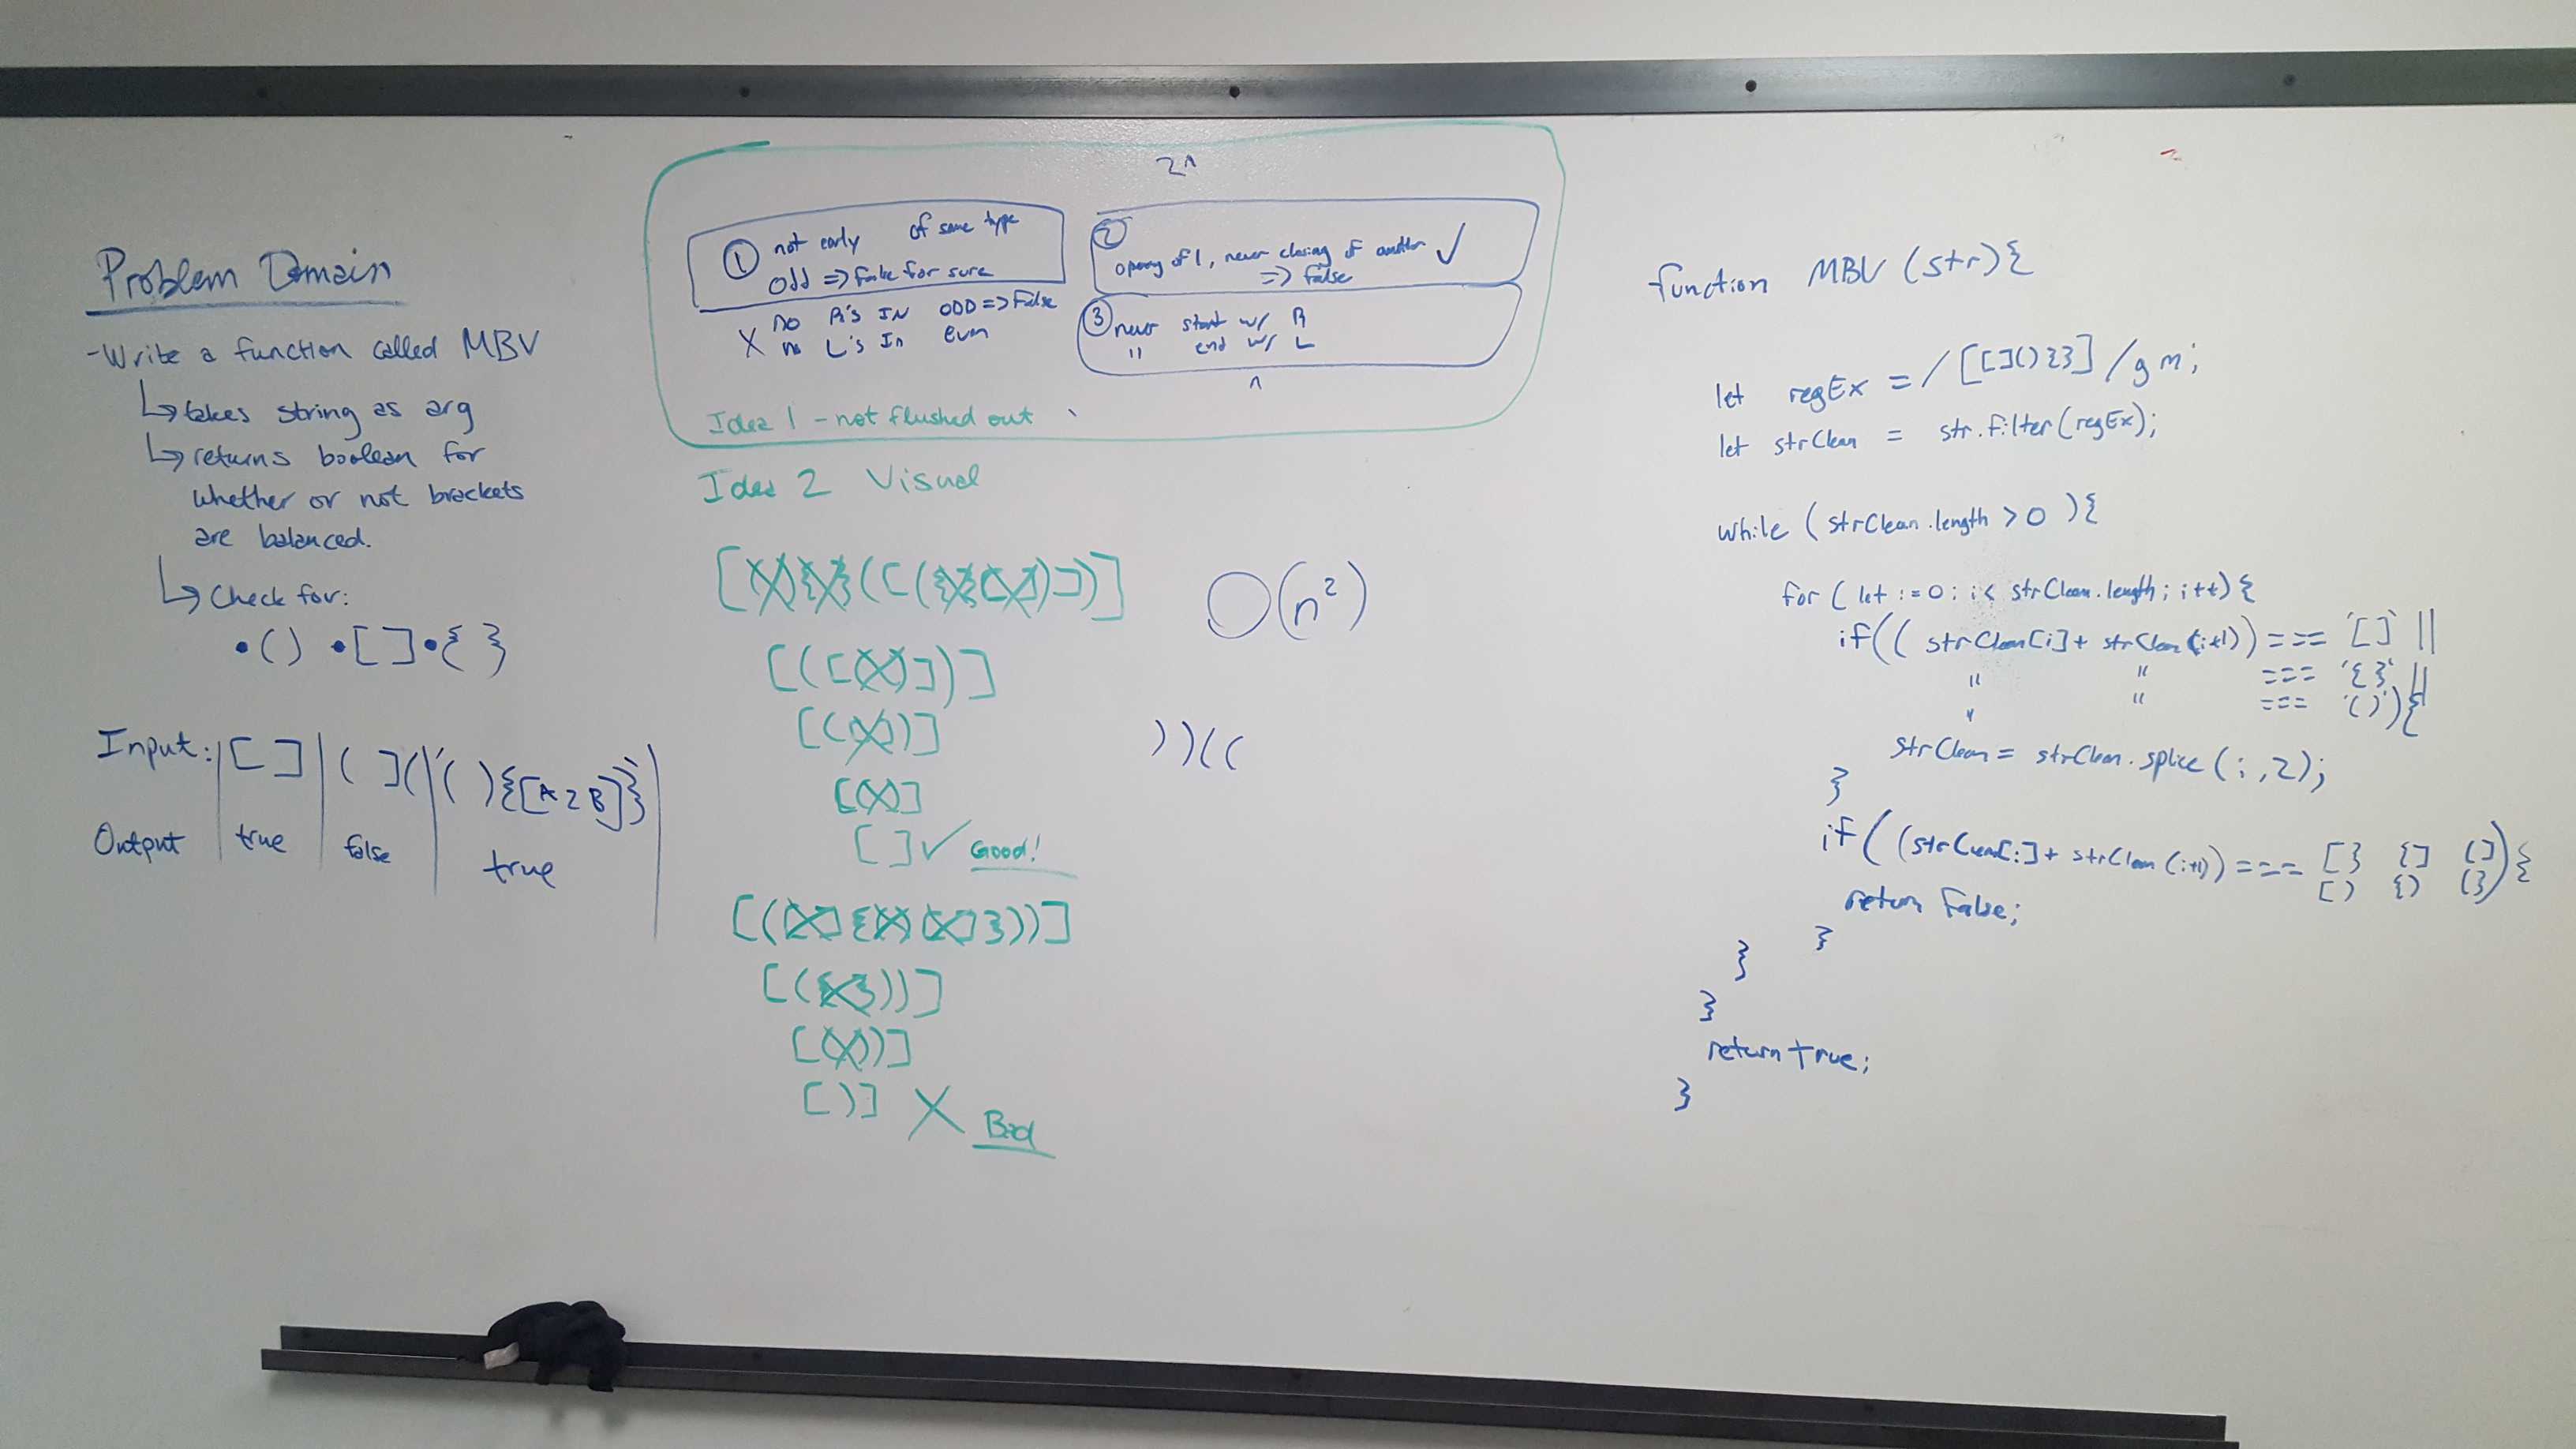 Problem Domain
- Write a function called MBV
↳ takes string as arg
↳ returns boolean for
whether or not brackets
are balanced.
↳ Check for:
• ( ) • [ ] • { }
Input: | [ ] | ( ] ( | '( ) {[A2B]}' |
Output | true | false | true |
2n
① not early of same type
odd => false for sure
X no R's IN ODD => False
no L's In even
②
opening of 1, never closing of another ✓
=> false
③ never start w/ R
" end w/ L
n
Idea 1 - not flushed out
Idea 2 Visual
[(){}([({}[])])]
O(n²)
[([()])]
[([])]
))((
[()]
[] ✓ Good!
[([]{()[]}))]
[({}))]
[())]
[)] X Bad
function MBV (str){
let regEx = /[[](){}]/gm;
let strClean = str.filter(regEx);
while (strClean.length > 0 ){
for ( let i=0; i< strClean.length; i++){
if(( strClean[i]+ strClean(i+1)) === '[]' ||
" " === '{}' ||
" " === '()'){
strClean = strClean.splice(i,2);
}
if ((strClean[i]+ strClean(i+1)) === [} {] (]){
[) {) (}
return false;
}
}
}
return true;
}